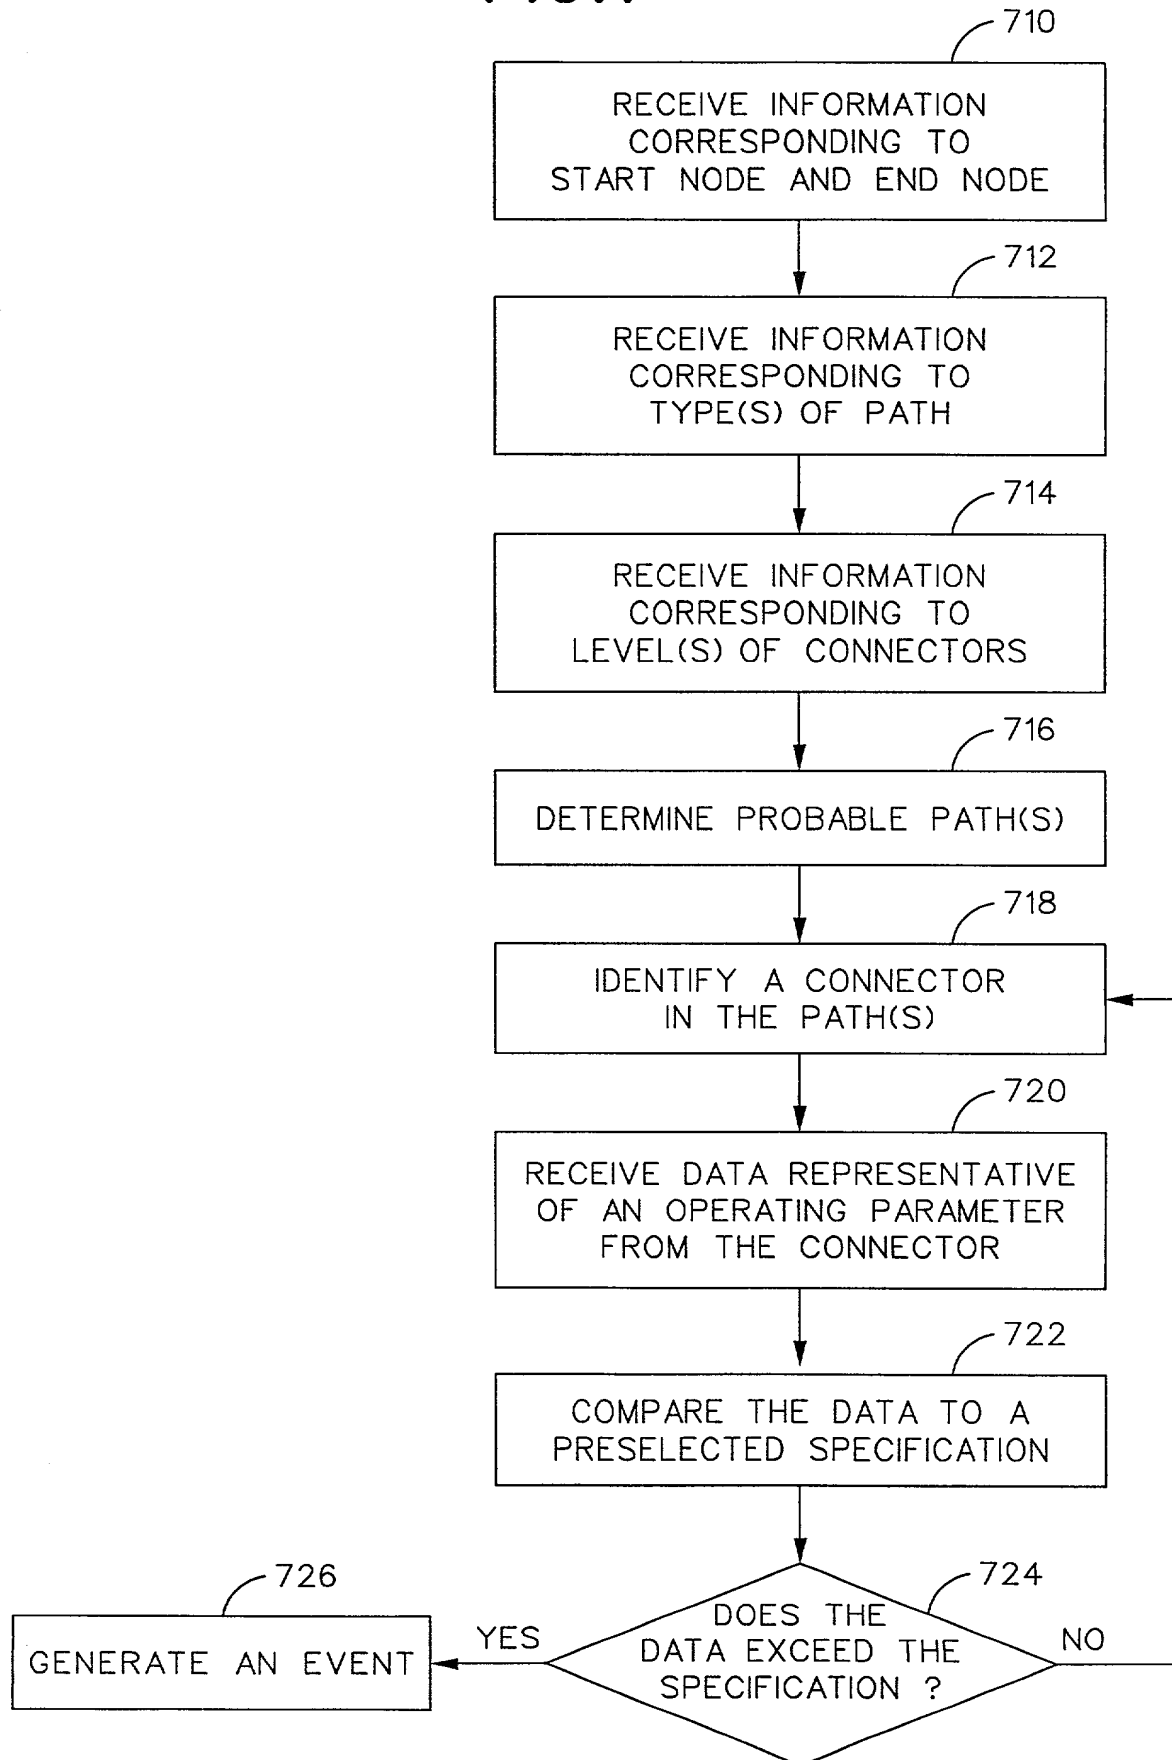 710
RECEIVE INFORMATION
CORRESPONDING TO
START NODE AND END NODE
712
RECEIVE INFORMATION
CORRESPONDING TO
TYPE(S) OF PATH
714
RECEIVE INFORMATION
CORRESPONDING TO
LEVEL(S) OF CONNECTORS
716
DETERMINE PROBABLE PATH(S)
718
IDENTIFY A CONNECTOR
IN THE PATH(S)
720
RECEIVE DATA REPRESENTATIVE
OF AN OPERATING PARAMETER
FROM THE CONNECTOR
722
COMPARE THE DATA TO A
PRESELECTED SPECIFICATION
724
DOES THE
DATA EXCEED THE
SPECIFICATION ?
YES
NO
726
GENERATE AN EVENT